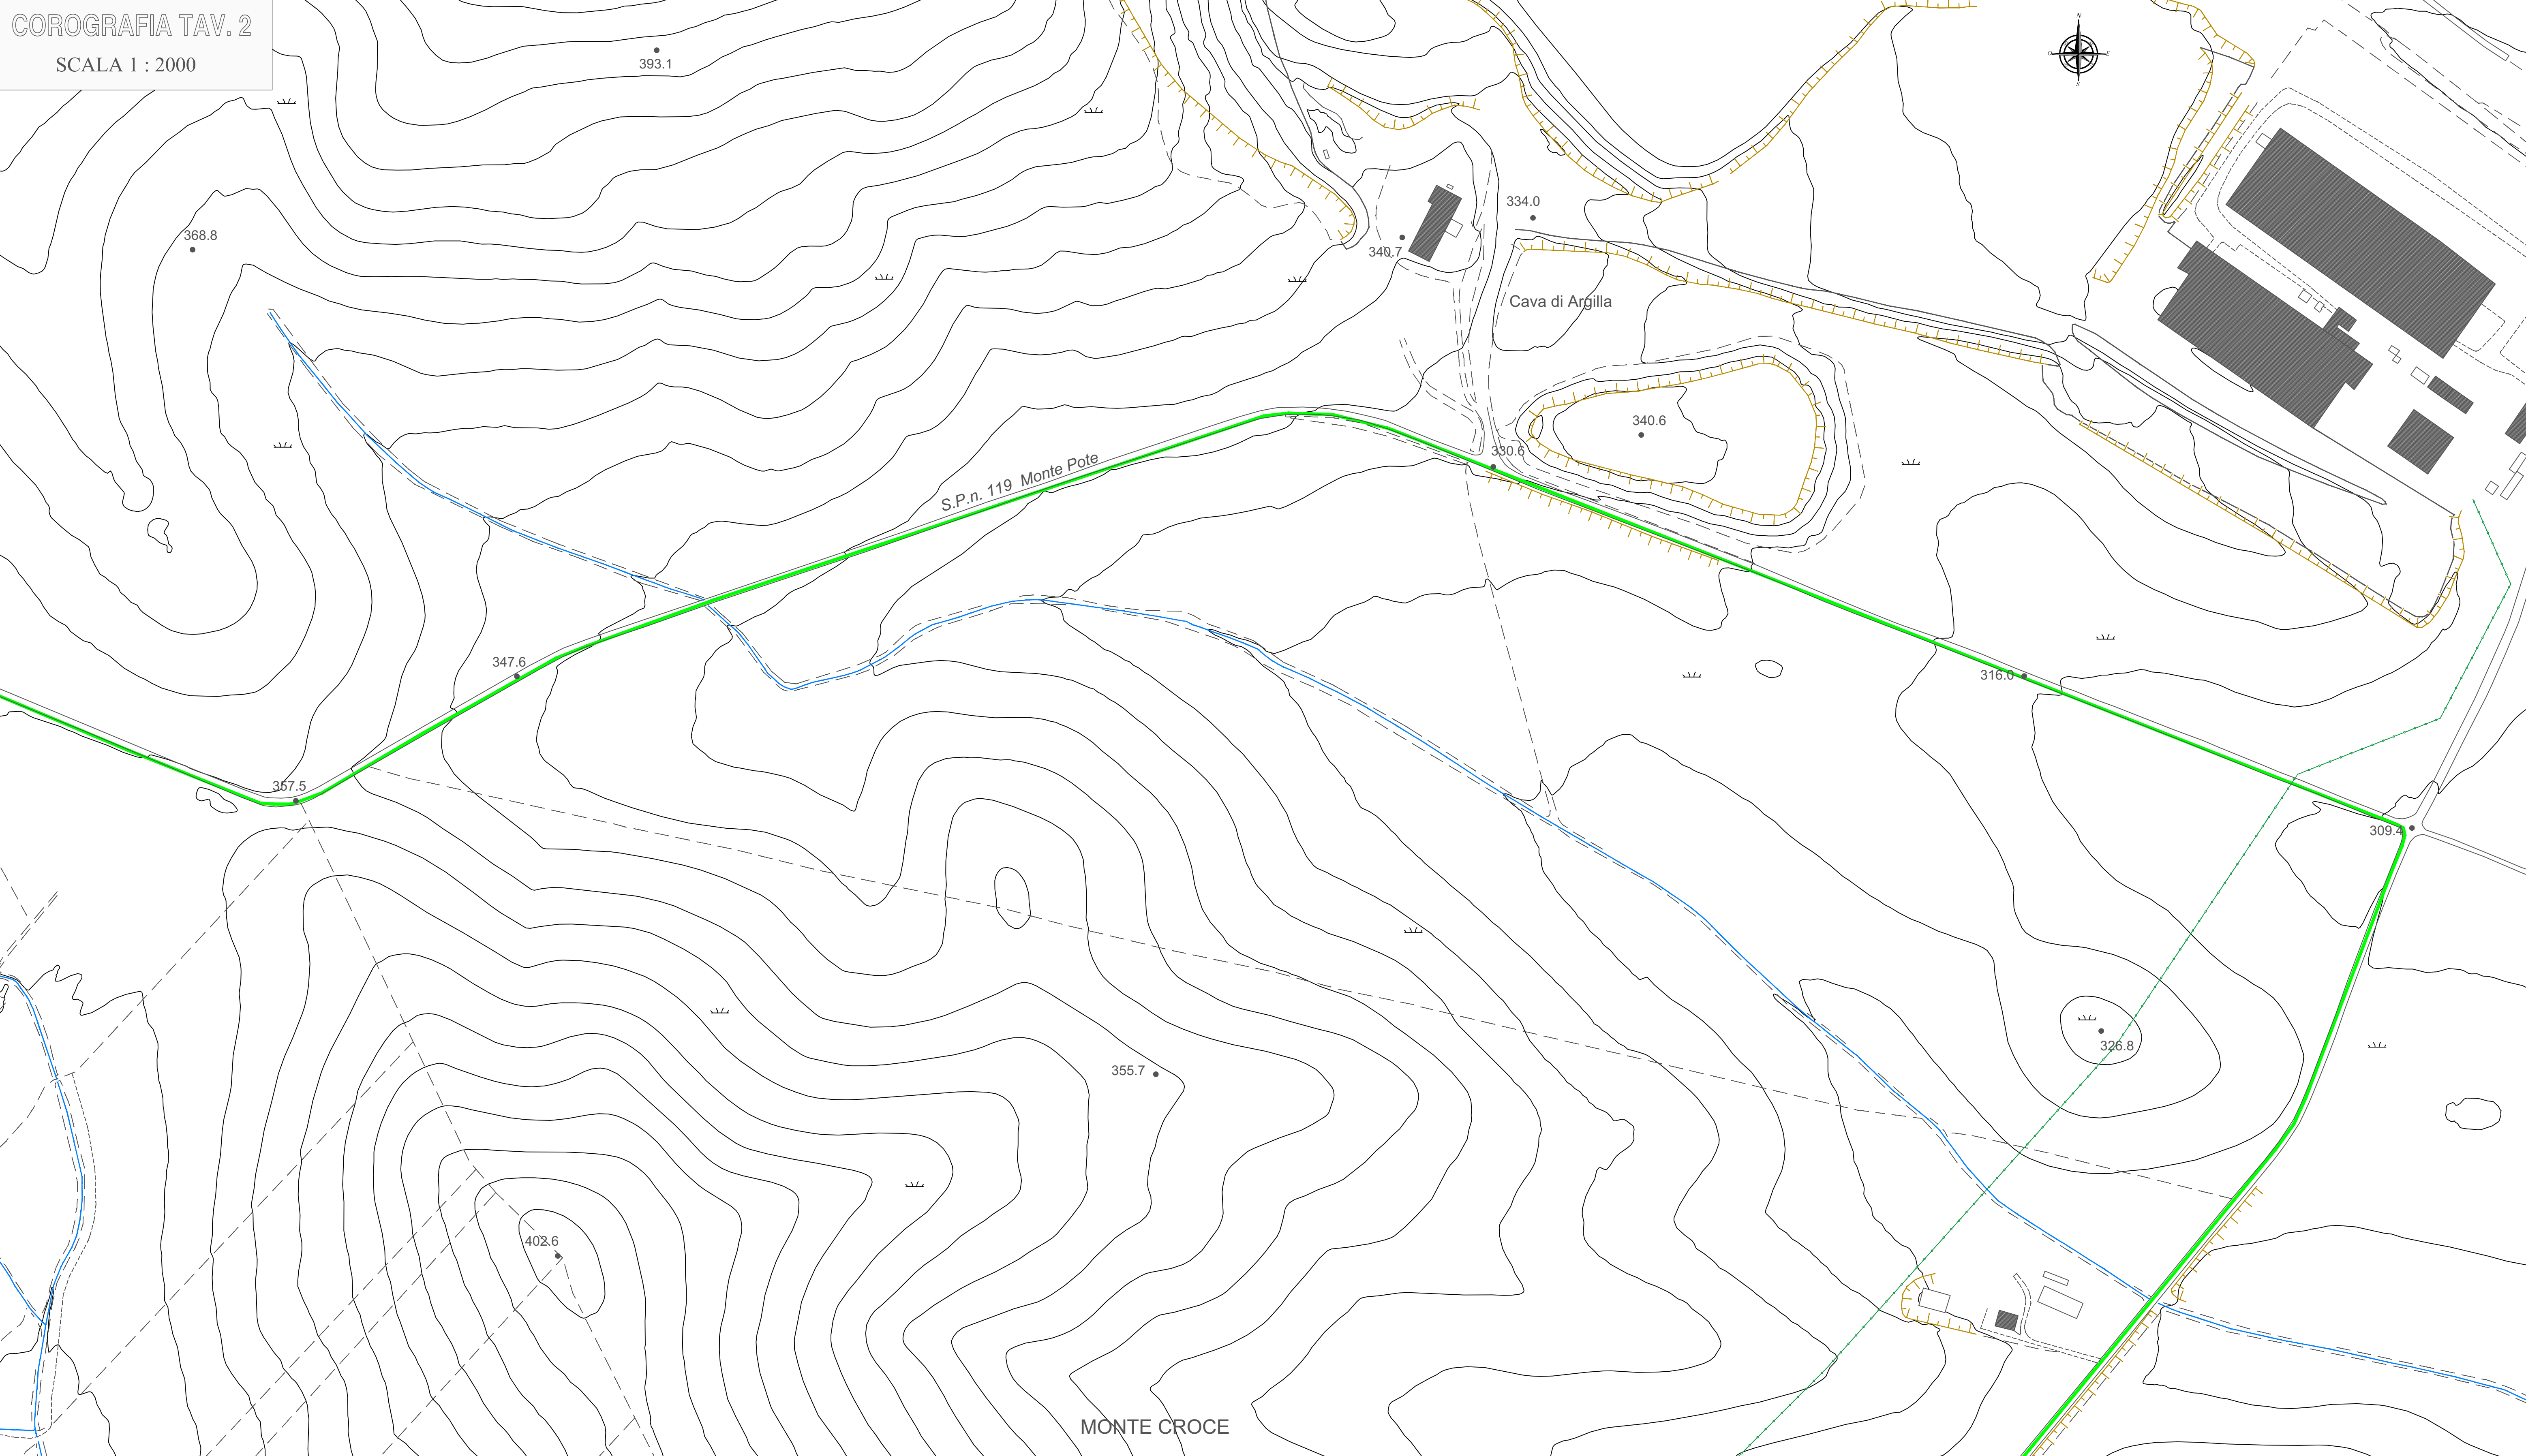 COROGRAFIA TAV. 2
SCALA 1 : 2000
N
S
393.1
334.0
368.8
340.7
Cava di Argilla
340.6
330.6
S.P.n. 119 Monte Pote
347.6
316.0
357.5
309.4
326.8
355.7
402.6
MONTE CROCE